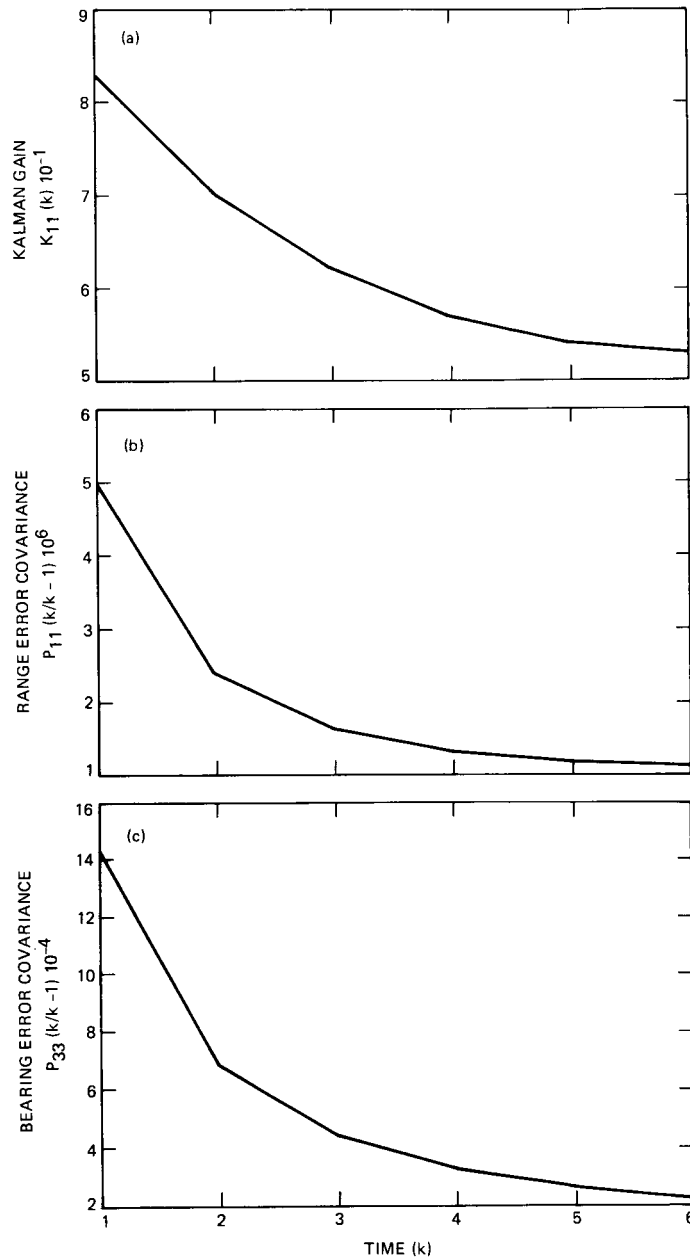 (a)
KALMAN GAIN
K₁₁ (k) 10⁻¹
9
8
7
6
5
(b)
RANGE ERROR COVARIANCE
P₁₁ (k/k − 1) 10⁶
6
5
4
3
2
1
(c)
BEARING ERROR COVARIANCE
P₃₃ (k/k −1) 10⁻⁴
16
14
12
10
8
6
4
2
1 2 3 4 5 6
TIME (k)